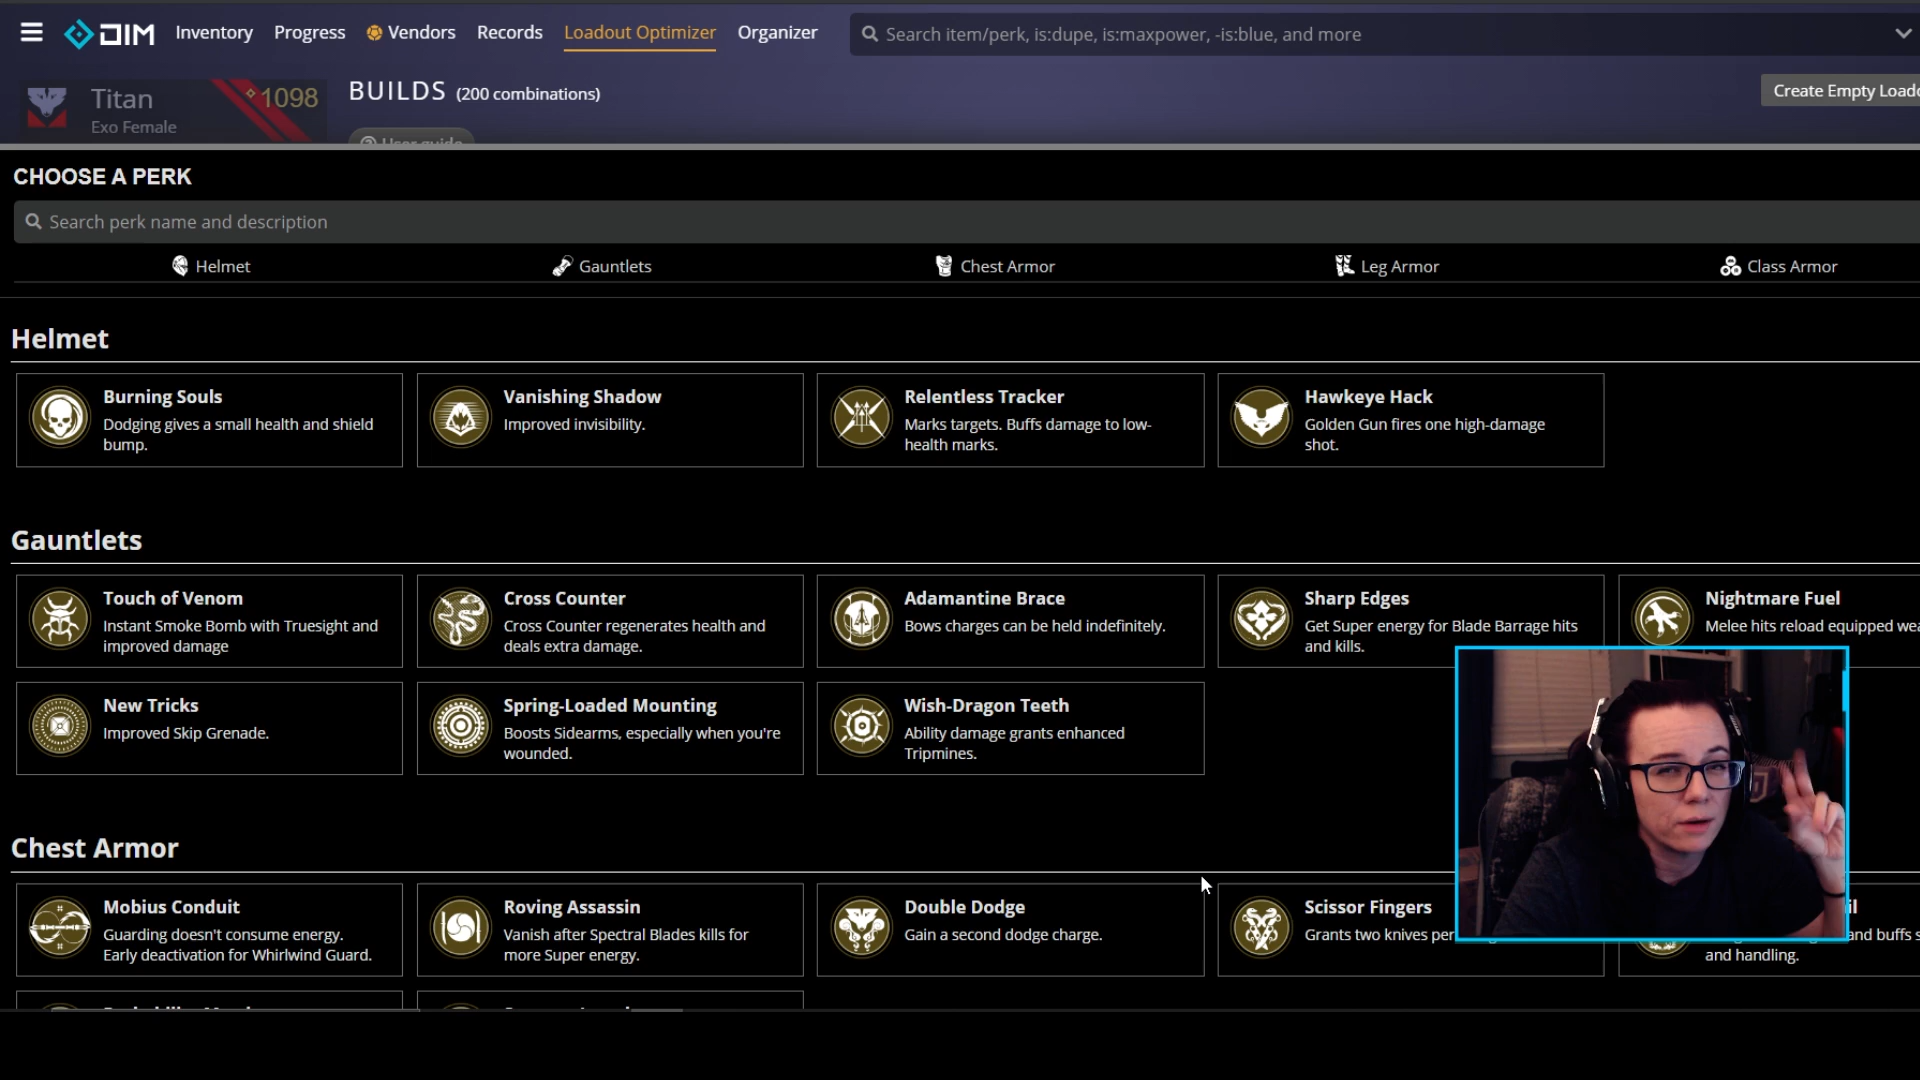 DIM Inventory Progress Vendors Records Loadout Optimizer Organizer Search item/perk, is:dupe, is:maxpower, -is:blue, and more
Titan 1098
Exo Female
BUILDS (200 combinations)
Create Empty Loado
User guide
CHOOSE A PERK
Search perk name and description
Helmet Gauntlets Chest Armor Leg Armor Class Armor
Helmet
Burning Souls
Dodging gives a small health and shield
bump.
Vanishing Shadow
Improved invisibility.
Relentless Tracker
Marks targets. Buffs damage to low-
health marks.
Hawkeye Hack
Golden Gun fires one high-damage
shot.
Gauntlets
Touch of Venom
Instant Smoke Bomb with Truesight and
improved damage
Cross Counter
Cross Counter regenerates health and
deals extra damage.
Adamantine Brace
Bows charges can be held indefinitely.
Sharp Edges
Get Super energy for Blade Barrage hits
and kills.
Nightmare Fuel
Melee hits reload equipped wea
New Tricks
Improved Skip Grenade.
Spring-Loaded Mounting
Boosts Sidearms, especially when you're
wounded.
Wish-Dragon Teeth
Ability damage grants enhanced
Tripmines.
Chest Armor
Mobius Conduit
Guarding doesn't consume energy.
Early deactivation for Whirlwind Guard.
Roving Assassin
Vanish after Spectral Blades kills for
more Super energy.
Double Dodge
Gain a second dodge charge.
Scissor Fingers
Grants two knives per
il
and buffs s
and handling.